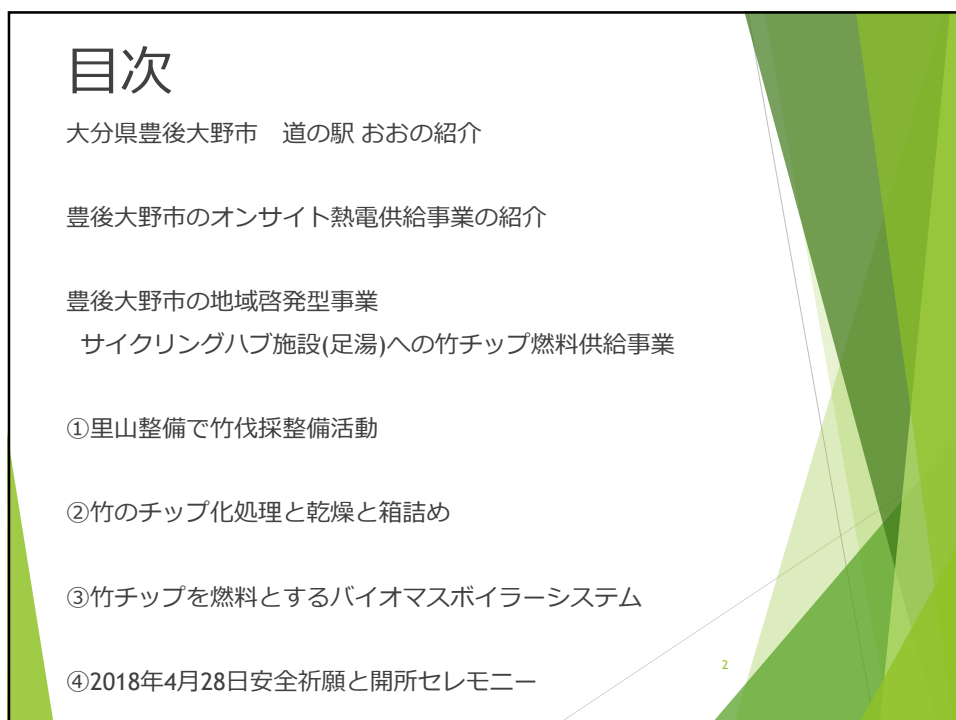 目次
大分県豊後大野市　道の駅 おおの紹介
豊後大野市のオンサイト熱電供給事業の紹介
豊後大野市の地域啓発型事業
サイクリングハブ施設(足湯)への竹チップ燃料供給事業
①里山整備で竹伐採整備活動
②竹のチップ化処理と乾燥と箱詰め
③竹チップを燃料とするバイオマスボイラーシステム
④2018年4月28日安全祈願と開所セレモニー
2